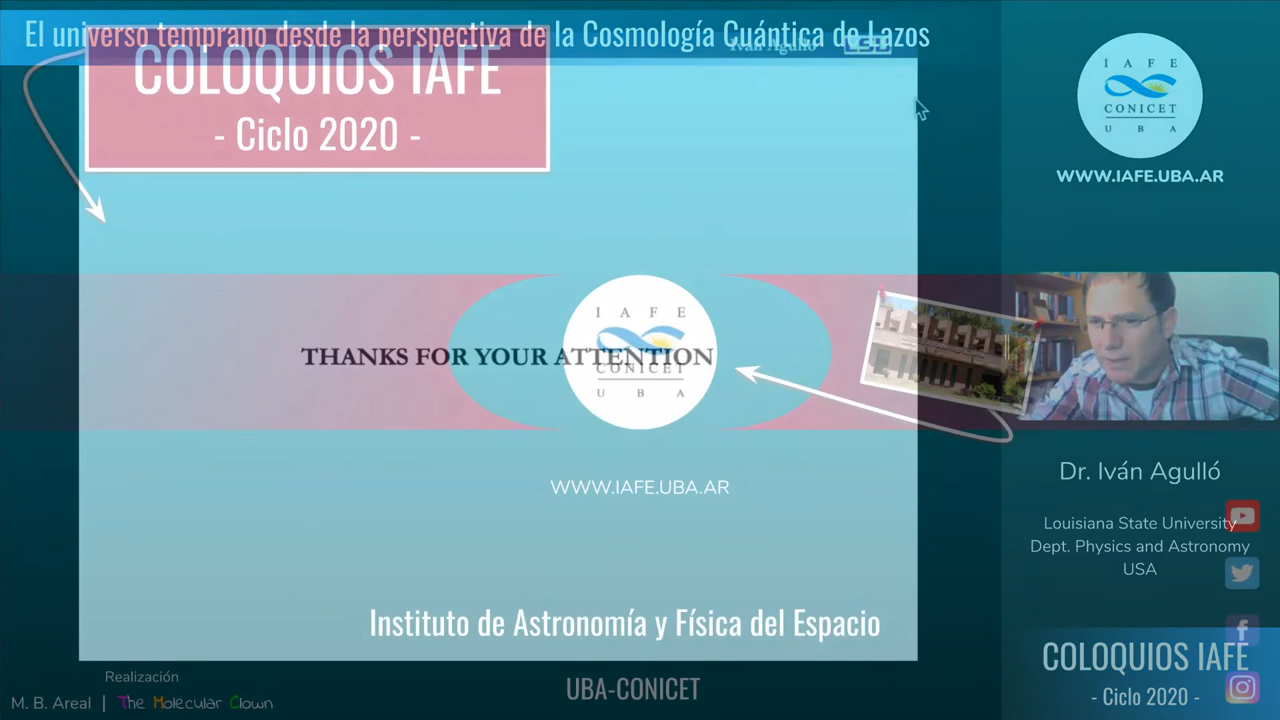 El universo temprano desde la perspectiva de la Cosmología Cuántica de Lazos
Iván Agulló
LSU
COLOQUIOS IAFE
- Ciclo 2020 -
I A F E
CONICET
U B A
WWW.IAFE.UBA.AR
I A F E
CONICET
U B A
THANKS FOR YOUR ATTENTION
WWW.IAFE.UBA.AR
Dr. Iván Agulló
Louisiana State University
Dept. Physics and Astronomy
USA
Instituto de Astronomía y Física del Espacio
UBA-CONICET
COLOQUIOS IAFE
- Ciclo 2020 -
Realización
M. B. Areal | The Molecular Clown